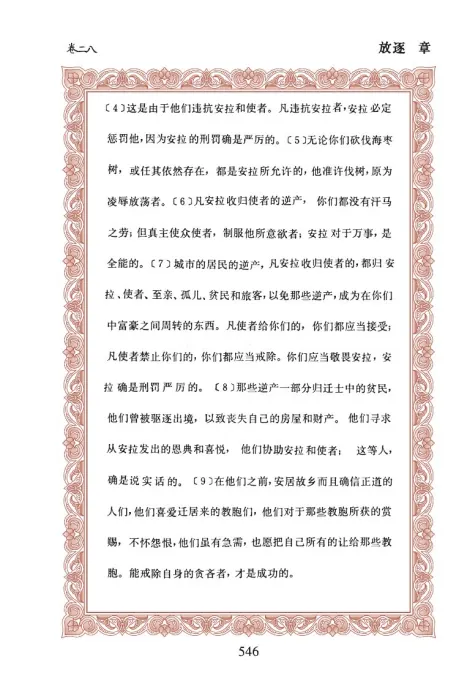 卷二八
放逐 章
〔4〕这是由于他们违抗安拉和使者。凡违抗安拉者,安拉必定
惩罚他,因为安拉的刑罚确是严厉的。〔5〕无论你们砍伐海枣
树,或任其依然存在,都是安拉所允许的,他准许伐树,原为
凌辱放荡者。〔6〕凡安拉收归使者的逆产,你们都没有汗马
之劳;但真主使众使者,制服他所意欲者;安拉对于万事,是
全能的。〔7〕城市的居民的逆产,凡安拉收归使者的,都归安
拉、使者、至亲、孤儿、贫民和旅客,以免那些逆产,成为在你们
中富豪之间周转的东西。凡使者给你们的,你们都应当接受;
凡使者禁止你们的,你们都应当戒除。你们应当敬畏安拉,安
拉确是刑罚严厉的。〔8〕那些逆产一部分归迁士中的贫民,
他们曾被驱逐出境,以致丧失自己的房屋和财产。他们寻求
从安拉发出的恩典和喜悦,他们协助安拉和使者;这等人,
确是说实话的。〔9〕在他们之前,安居故乡而且确信正道的
人们,他们喜爱迁居来的教胞们,他们对于那些教胞所获的赏
赐,不怀怨恨,他们虽有急需,也愿把自己所有的让给那些教
胞。能戒除自身的贪吝者,才是成功的。
546